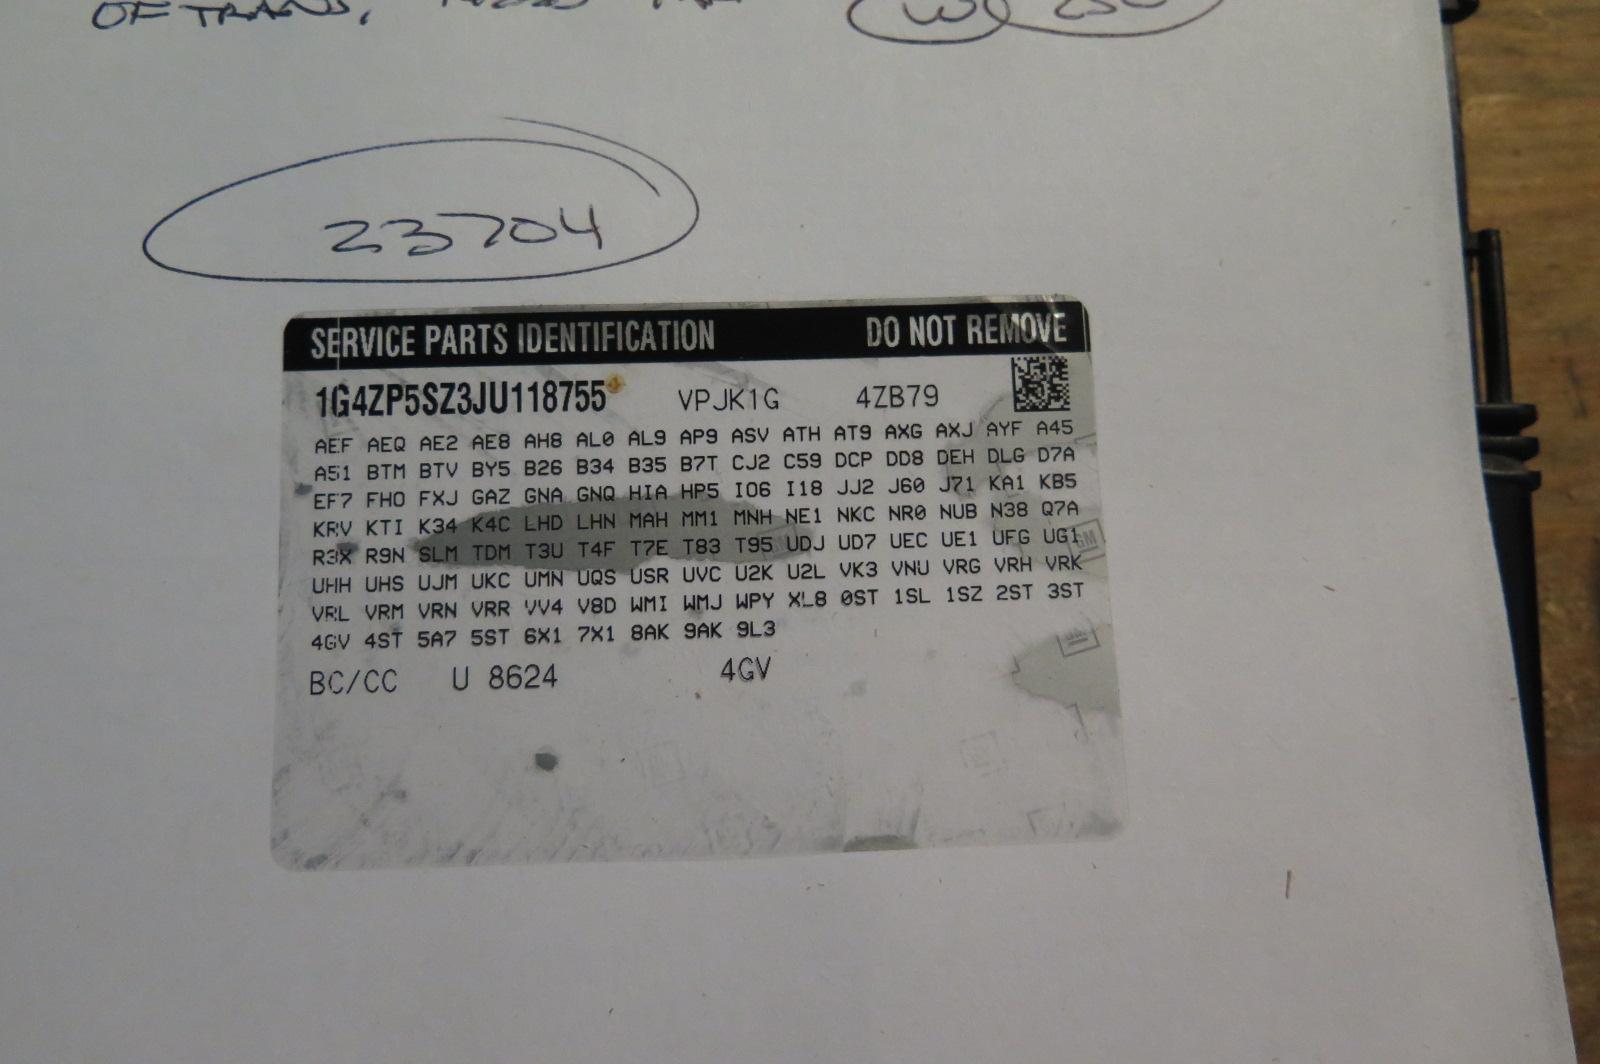 OF TRANS,
23704
SERVICE PARTS IDENTIFICATION DO NOT REMOVE
1G4ZP5SZ3JU118755 VPJK1G 4ZB79
AEF AEQ AE2 AE8 AH8 AL0 AL9 AP9 ASV ATH AT9 AXG AXJ AYF A45
A51 BTM BTV BY5 B26 B34 B35 B7T CJ2 C59 DCP DD8 DEH DLG D7A
EF7 FHO FXJ GAZ GNA GNQ HIA HP5 IO6 I18 JJ2 J60 J71 KA1 KB5
KRV KTI K34 K4C LHD LHN MAH MM1 MNH NE1 NKC NR0 NUB N38 Q7A
R3X R9N SLM TDM T3U T4F T7E T83 T95 UDJ UD7 UEC UE1 UFG UG1
UHH UHS UJM UKC UMN UQS USR UVC U2K U2L VK3 VNU VRG VRH VRK
VRL VRM VRN VRR VV4 V8D WMI WMJ WPY XL8 0ST 1SL 1SZ 2ST 3ST
4GV 4ST 5A7 5ST 6X1 7X1 8AK 9AK 9L3
BC/CC U 8624 4GV